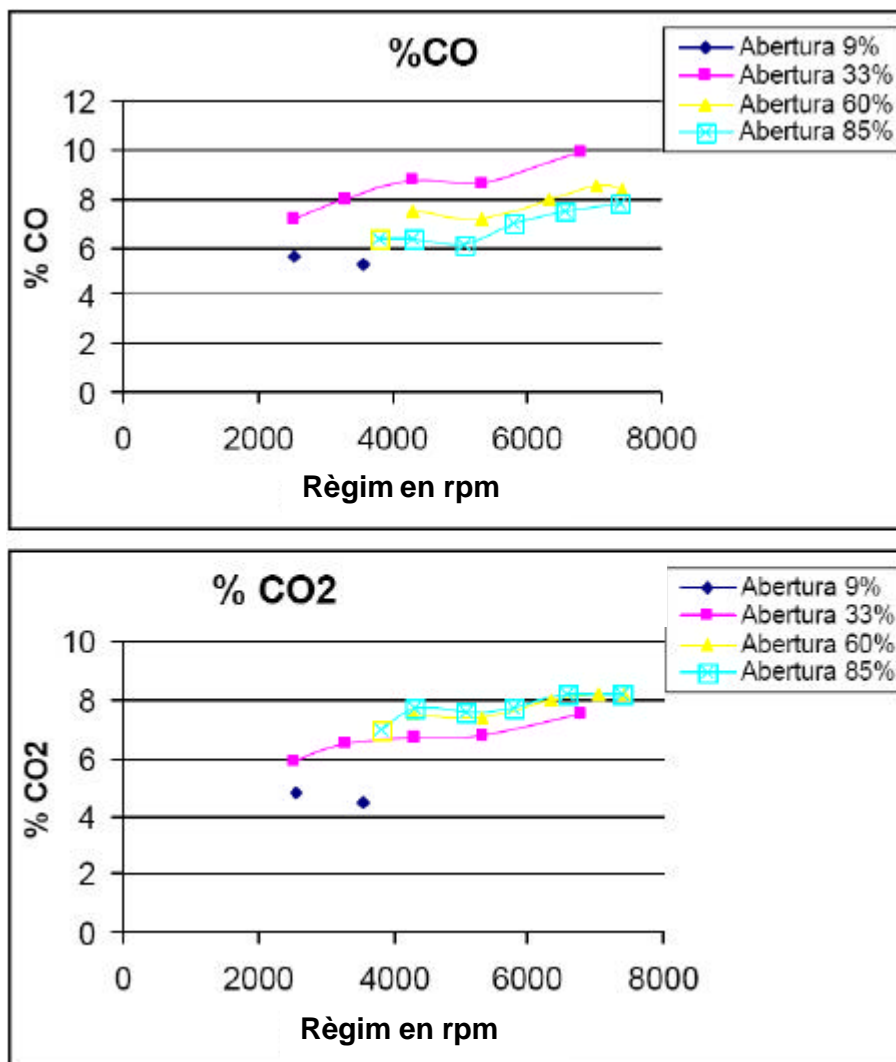 %CO
Abertura 9%
Abertura 33%
Abertura 60%
Abertura 85%
% CO
12
10
8
6
4
2
0
0 2000 4000 6000 8000
Règim en rpm
% CO2
Abertura 9%
Abertura 33%
Abertura 60%
Abertura 85%
% CO2
10
8
6
4
2
0
0 2000 4000 6000 8000
Règim en rpm